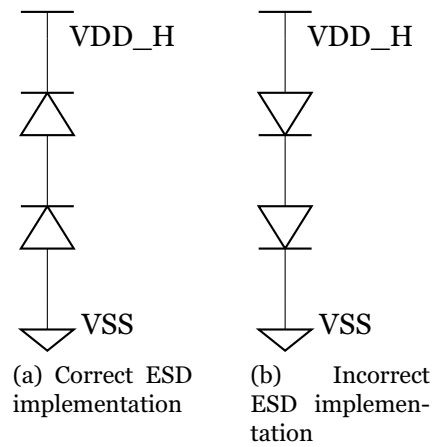 VDD_H
VDD_H
VSS
VSS
(a) Correct ESD
implementation
(b) Incorrect
ESD implemen-
tation